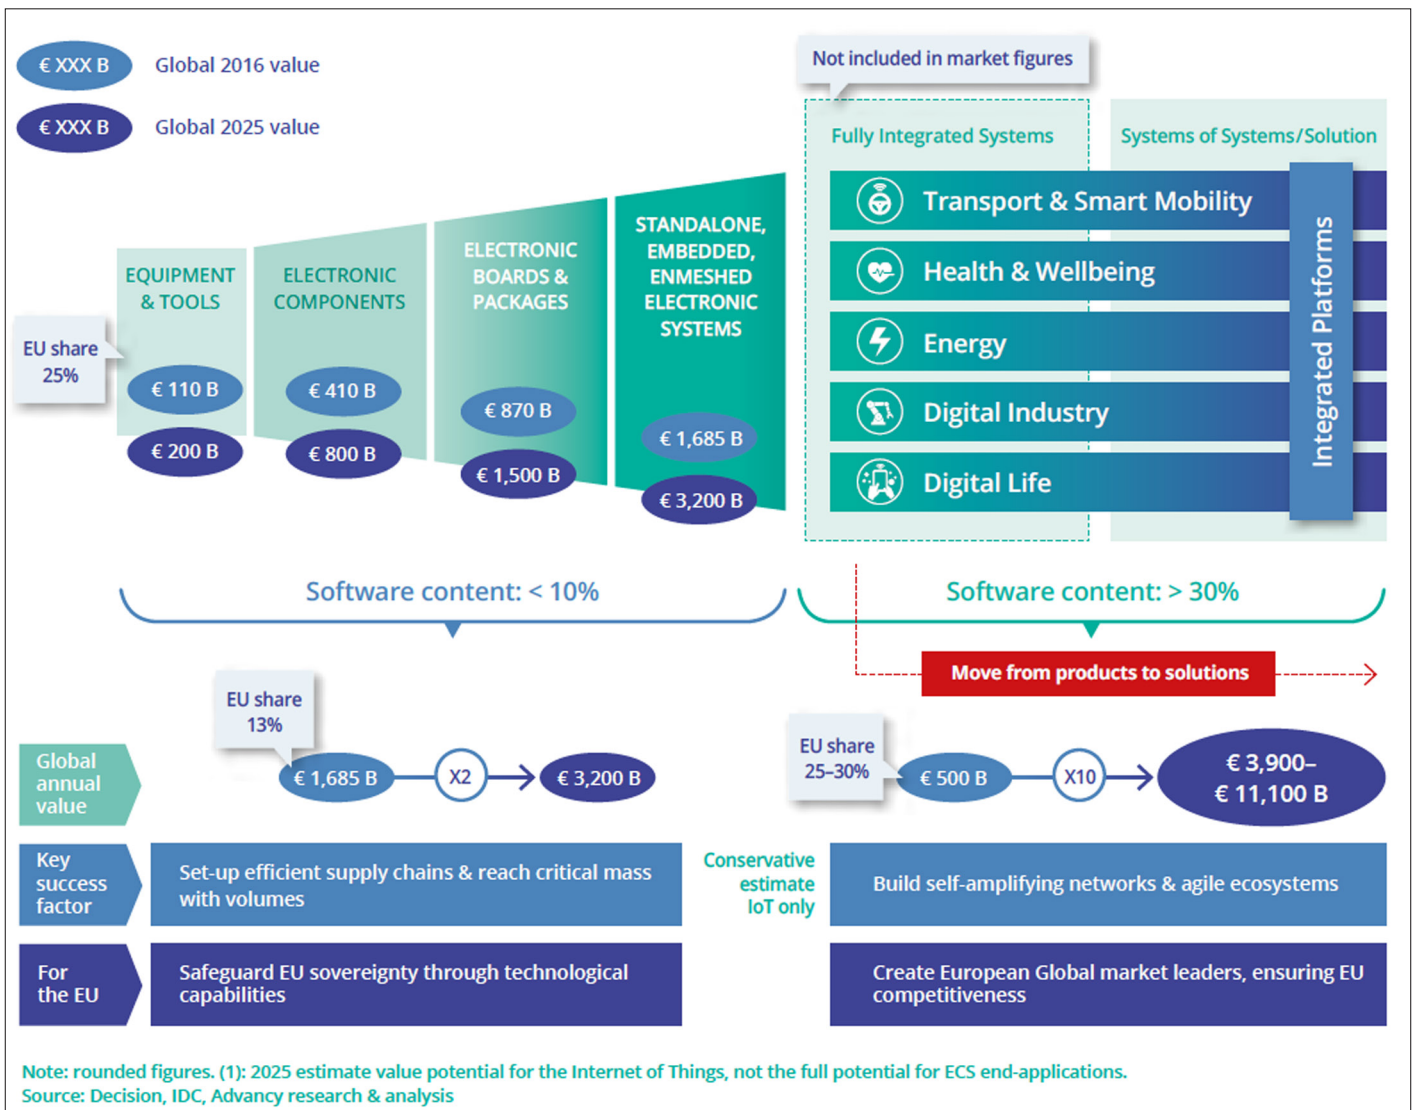 € XXX B
Global 2016 value
€ XXX B
Global 2025 value
Not included in market figures
Fully Integrated Systems
Systems of Systems/Solution
EQUIPMENT
& TOOLS
ELECTRONIC
COMPONENTS
ELECTRONIC
BOARDS &
PACKAGES
STANDALONE,
EMBEDDED,
ENMESHED
ELECTRONIC
SYSTEMS
EU share
25%
€ 110 B
€ 200 B
€ 410 B
€ 800 B
€ 870 B
€ 1,500 B
€ 1,685 B
€ 3,200 B
Transport & Smart Mobility
Health & Wellbeing
Energy
Digital Industry
Digital Life
Integrated Platforms
Software content: < 10%
Software content: > 30%
Move from products to solutions
Global
annual
value
EU share
13%
€ 1,685 B
X2
€ 3,200 B
EU share
25–30%
€ 500 B
X10
€ 3,900–
€ 11,100 B
Key
success
factor
Set-up efficient supply chains & reach critical mass
with volumes
Conservative
estimate
IoT only
Build self-amplifying networks & agile ecosystems
For
the EU
Safeguard EU sovereignty through technological
capabilities
Create European Global market leaders, ensuring EU
competitiveness
Note: rounded figures. (1): 2025 estimate value potential for the Internet of Things, not the full potential for ECS end-applications.
Source: Decision, IDC, Advancy research & analysis